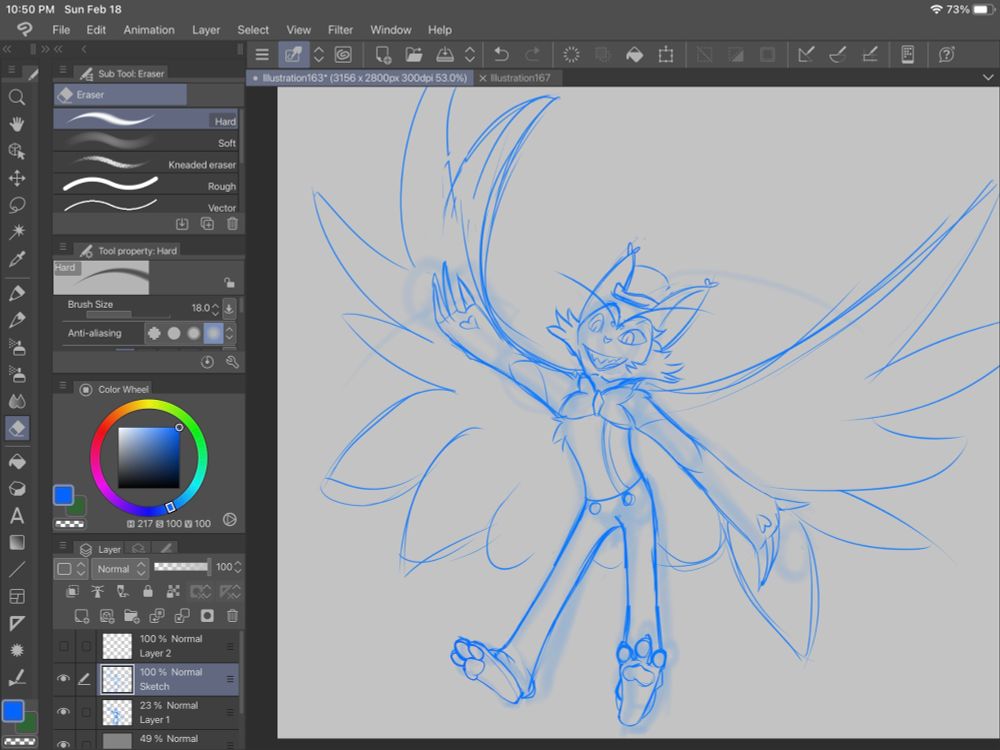 10:50 PM Sun Feb 18
73%
File Edit Animation Layer Select View Filter Window Help
Sub Tool: Eraser
Illustration163* (3156 x 2800px 300dpi 53.0%)
Illustration167
Eraser
Hard
Soft
Kneaded eraser
Rough
Vector
Tool property: Hard
Hard
Brush Size 18.0
Anti-aliasing
Color Wheel
H 217 S 100 V 100
Layer
Normal 100
100 % Normal
Layer 2
100 % Normal
Sketch
23 % Normal
Layer 1
49 % Normal